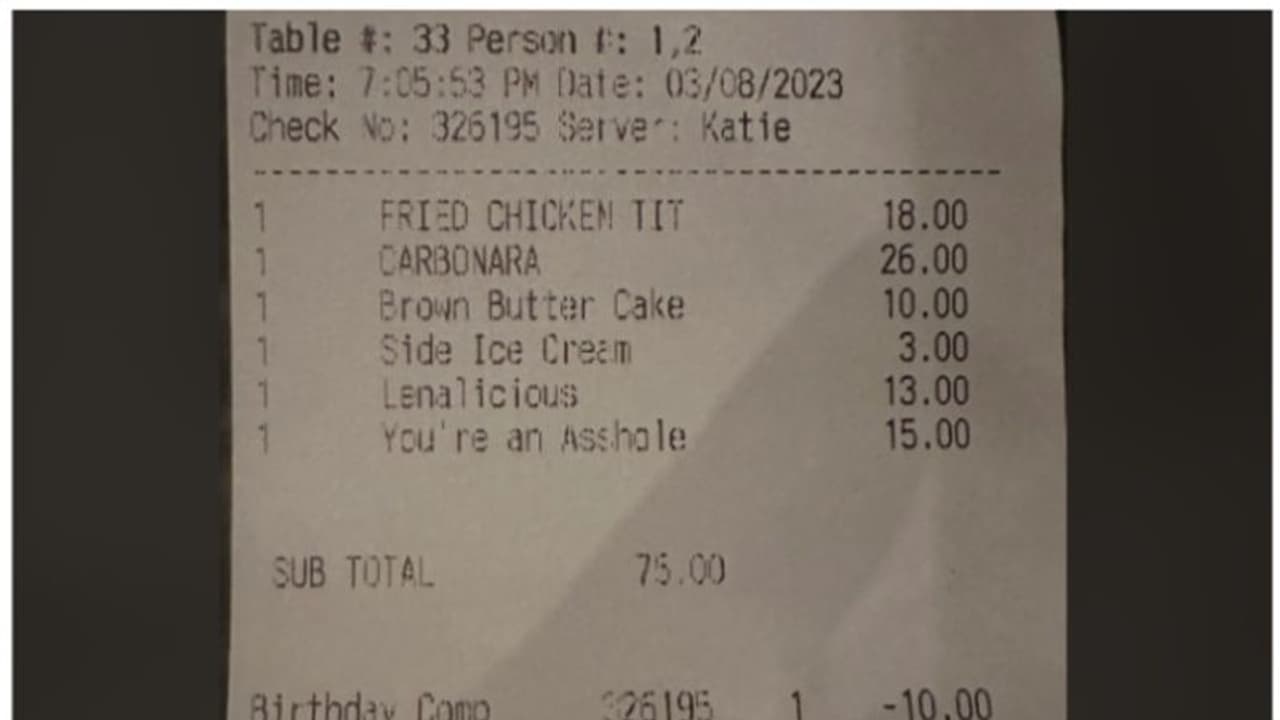 Table #: 33 Person #: 1,2
Time: 7:05:53 PM Date: 03/08/2023
Check No: 326195 Server: Katie
------------------------------------------
1 FRIED CHICKEN TIT 18.00
1 CARBONARA 26.00
1 Brown Butter Cake 10.00
1 Side Ice Cream 3.00
1 Lenalicious 13.00
1 You're an Asshole 15.00
SUB TOTAL 75.00
Birthday Comp 326195 1 -10.00